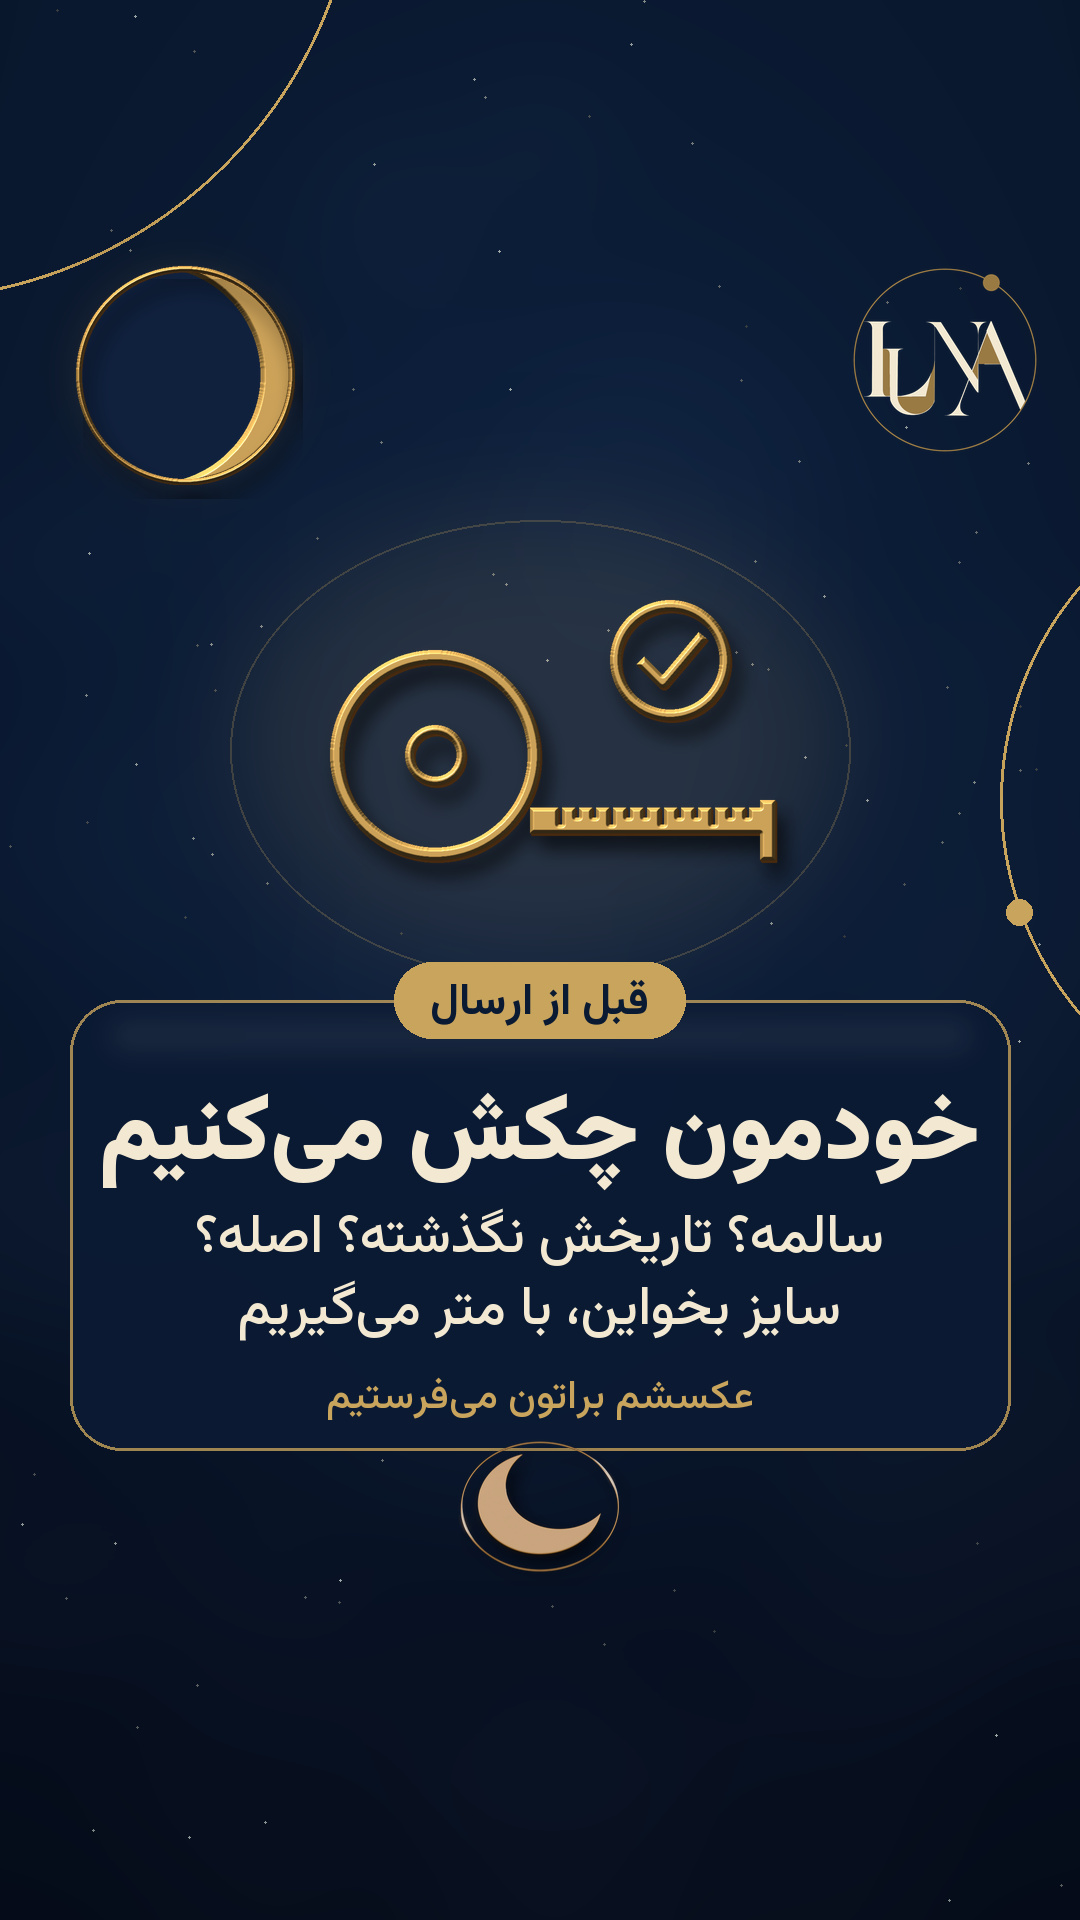 LUNA
قبل از ارسال
خودمون چکش می‌کنیم
سالمه؟ تاریخش نگذشته؟ اصله؟
سایز بخواین، با متر می‌گیریم
عکسشم براتون می‌فرستیم